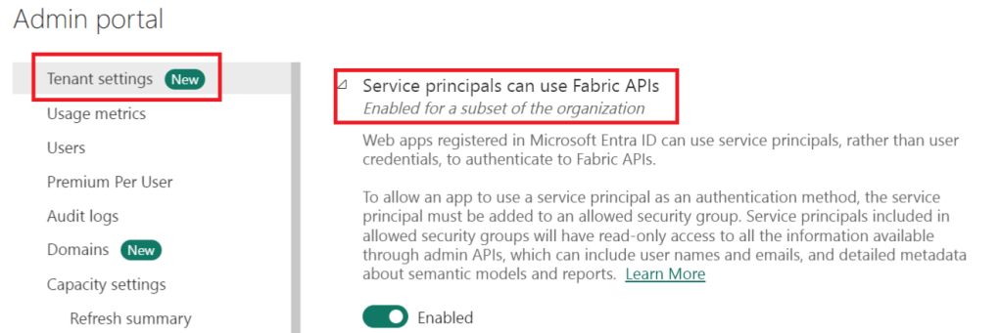 Admin portal
Tenant settings New
Usage metrics
Users
Premium Per User
Audit logs
Domains New
Capacity settings
Refresh summary
Service principals can use Fabric APIs
Enabled for a subset of the organization
Web apps registered in Microsoft Entra ID can use service principals, rather than user
credentials, to authenticate to Fabric APIs.
To allow an app to use a service principal as an authentication method, the service
principal must be added to an allowed security group. Service principals included in
allowed security groups will have read-only access to all the information available
through admin APIs, which can include user names and emails, and detailed metadata
about semantic models and reports. Learn More
Enabled